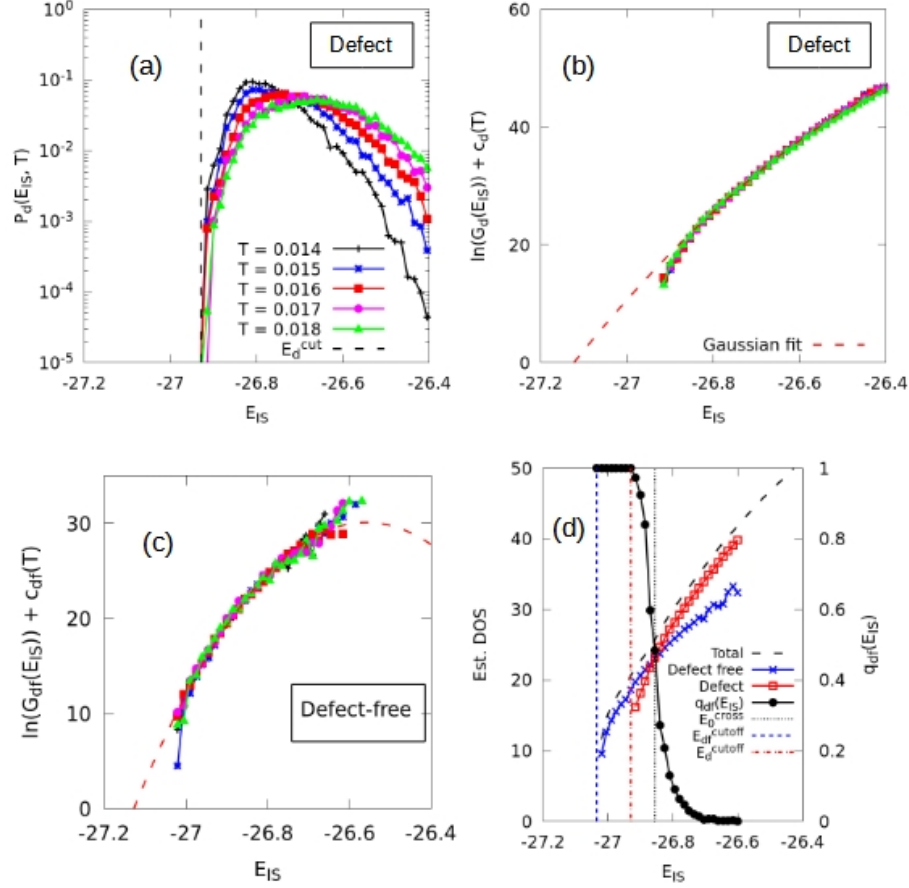 10⁰
10⁻¹
10⁻²
10⁻³
10⁻⁴
10⁻⁵
P_d(E_IS, T)
(a)
Defect
T = 0.014
T = 0.015
T = 0.016
T = 0.017
T = 0.018
E_d^cut
-27.2 -27 -26.8 -26.6 -26.4
E_IS
60
40
20
0
ln(G_d(E_IS)) + c_d(T)
(b)
Defect
Gaussian fit
-27.2 -27 -26.8 -26.6 -26.4
E_IS
30
20
10
0
ln(G_df(E_IS)) + c_df(T)
(c)
Defect-free
-27.2 -27 -26.8 -26.6 -26.4
E_IS
50
40
30
20
10
0
Est. DOS
(d)
Total
Defect free
Defect
q_df(E_IS)
E_0^cross
E_df^cutoff
E_d^cutoff
1
0.8
0.6
0.4
0.2
0
q_df(E_IS)
-27.2 -27 -26.8 -26.6 -26.4
E_IS